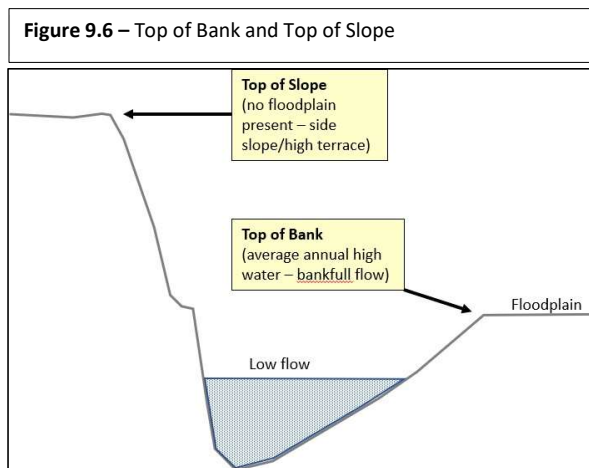 Figure 9.6 – Top of Bank and Top of Slope
Top of Slope
(no floodplain
present – side
slope/high terrace)
Top of Bank
(average annual high
water – bankfull flow)
Floodplain
Low flow